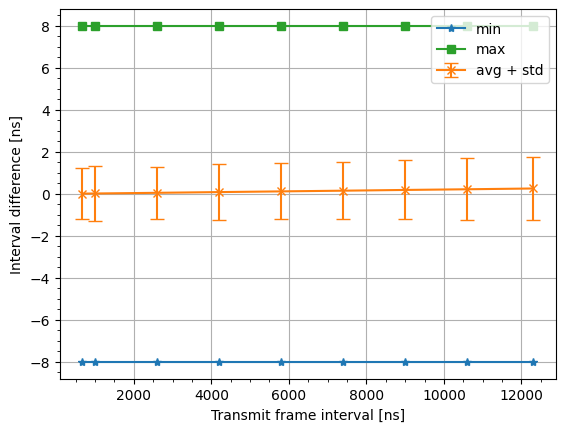 min
max
avg + std
8
6
4
2
0
−2
−4
−6
−8
Interval difference [ns]
2000 4000 6000 8000 10000 12000
Transmit frame interval [ns]